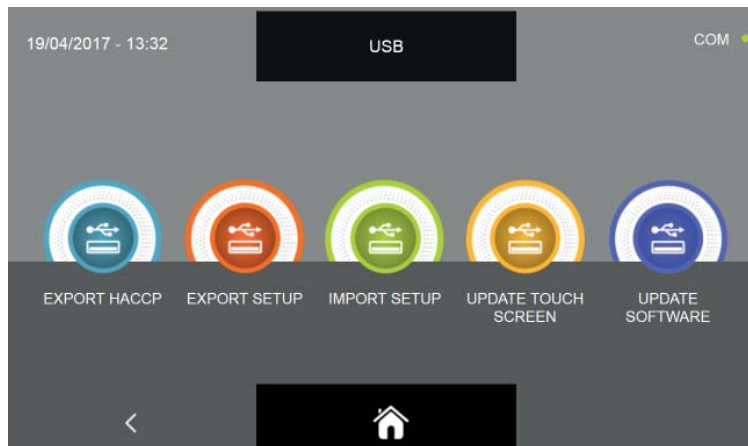 19/04/2017 - 13:32
USB
COM
EXPORT HACCP
EXPORT SETUP
IMPORT SETUP
UPDATE TOUCH
SCREEN
UPDATE
SOFTWARE